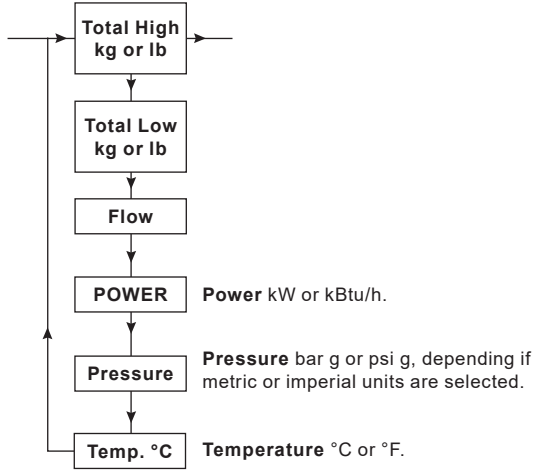 Total High
kg or lb
Total Low
kg or lb
Flow
POWER
Power kW or kBtu/h.
Pressure
Pressure bar g or psi g, depending if
metric or imperial units are selected.
Temp. °C
Temperature °C or °F.